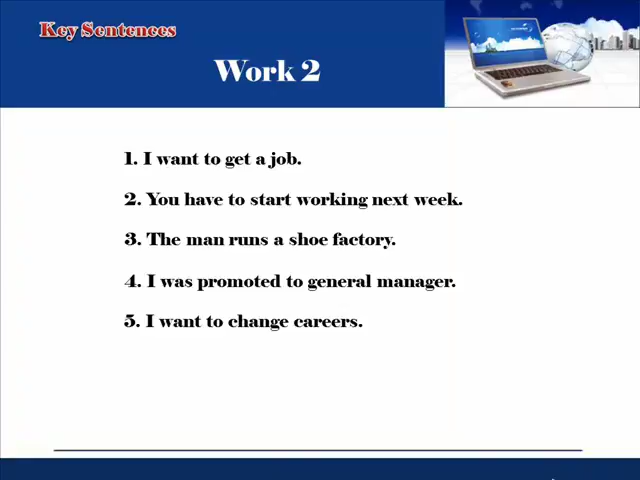 Key Sentences
Work 2
1. I want to get a job.
2. You have to start working next week.
3. The man runs a shoe factory.
4. I was promoted to general manager.
5. I want to change careers.